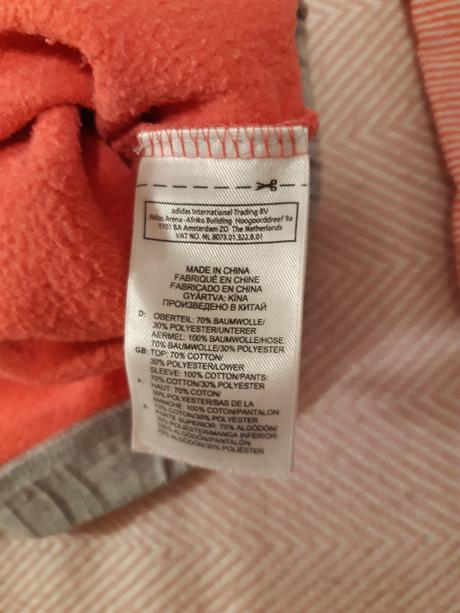 adidas International Trading BV
Atlas Arena -Afrika Building Hoogoorddreef 9a
1101 BA Amsterdam ZO The Netherlands
VAT NO. NL 8073.01.322.B.01
MADE IN CHINA
FABRIQUÉ EN CHINE
FABRICADO EN CHINA
GYÁRTVA: KÍNA
ПРОИЗВЕДЕНО В КИТАЙ
D: OBERTEIL: 70% BAUMWOLLE/
30% POLYESTER/UNTERER
AERMEL: 100% BAUMWOLLE/HOSE:
70% BAUMWOLLE/30% POLYESTER
GB: TOP: 70% COTTON/
30% POLYESTER/LOWER
SLEEVE: 100% COTTON/PANTS:
70% COTTON/30% POLYESTER
F: HAUT: 70% COTON/
30% POLYESTER/BAS DE LA
MANCHE: 100% COTON/PANTALON:
70% COTON/30% POLYESTER
E: PARTE SUPERIOR: 70% ALGODÓN/
30% POLIÉSTER/MANGA INFERIOR:
100% ALGODÓN/PANTALÓN:
70% ALGODÓN/30% POLIÉSTER